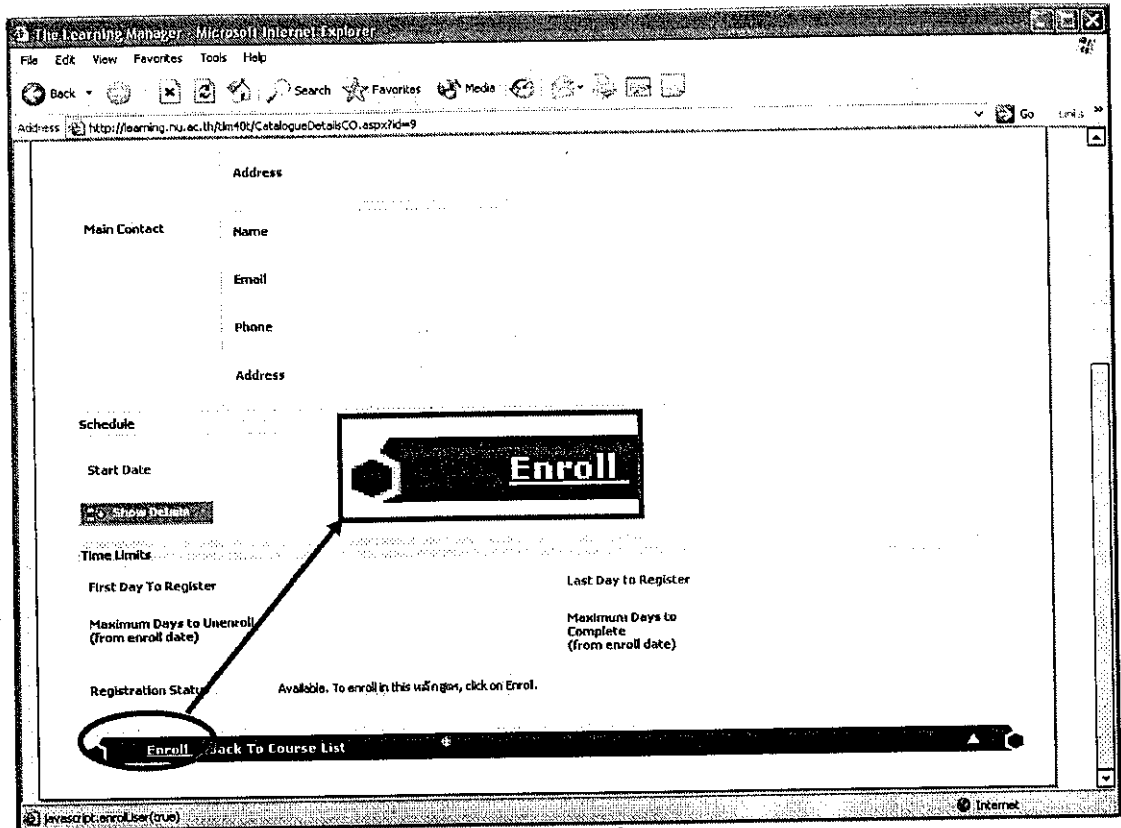 The Learning Manager - Microsoft Internet Explorer
File Edit View Favorites Tools Help
Back Search Favorites Media
Address http://learning.nu.ac.th/tlm40t/CatalogueDetailsCO.aspx?id=9 Go Links »
Address
Main Contact Name
Email
Phone
Address
Schedule
Enroll
Start Date
Show Details
Time Limits
First Day To Register Last Day to Register
Maximum Days to Unenroll
(from enroll date)
Maximum Days to
Complete
(from enroll date)
Registration Status Available. To enroll in this หลักสูตร, click on Enrol.
Enroll Back To Course List
javascript:enrolUser(true) Internet